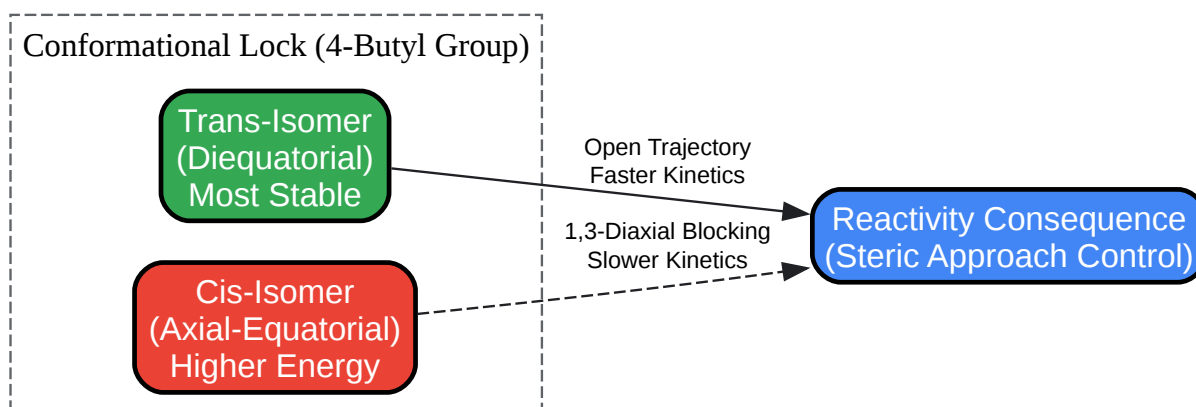 Conformational Lock (4-Butyl Group)
Trans-Isomer
(Diequatorial)
Most Stable
Open Trajectory
Faster Kinetics
1,3-Diaxial Blocking
Slower Kinetics
Reactivity Consequence
(Steric Approach Control)
Cis-Isomer
(Axial-Equatorial)
Higher Energy